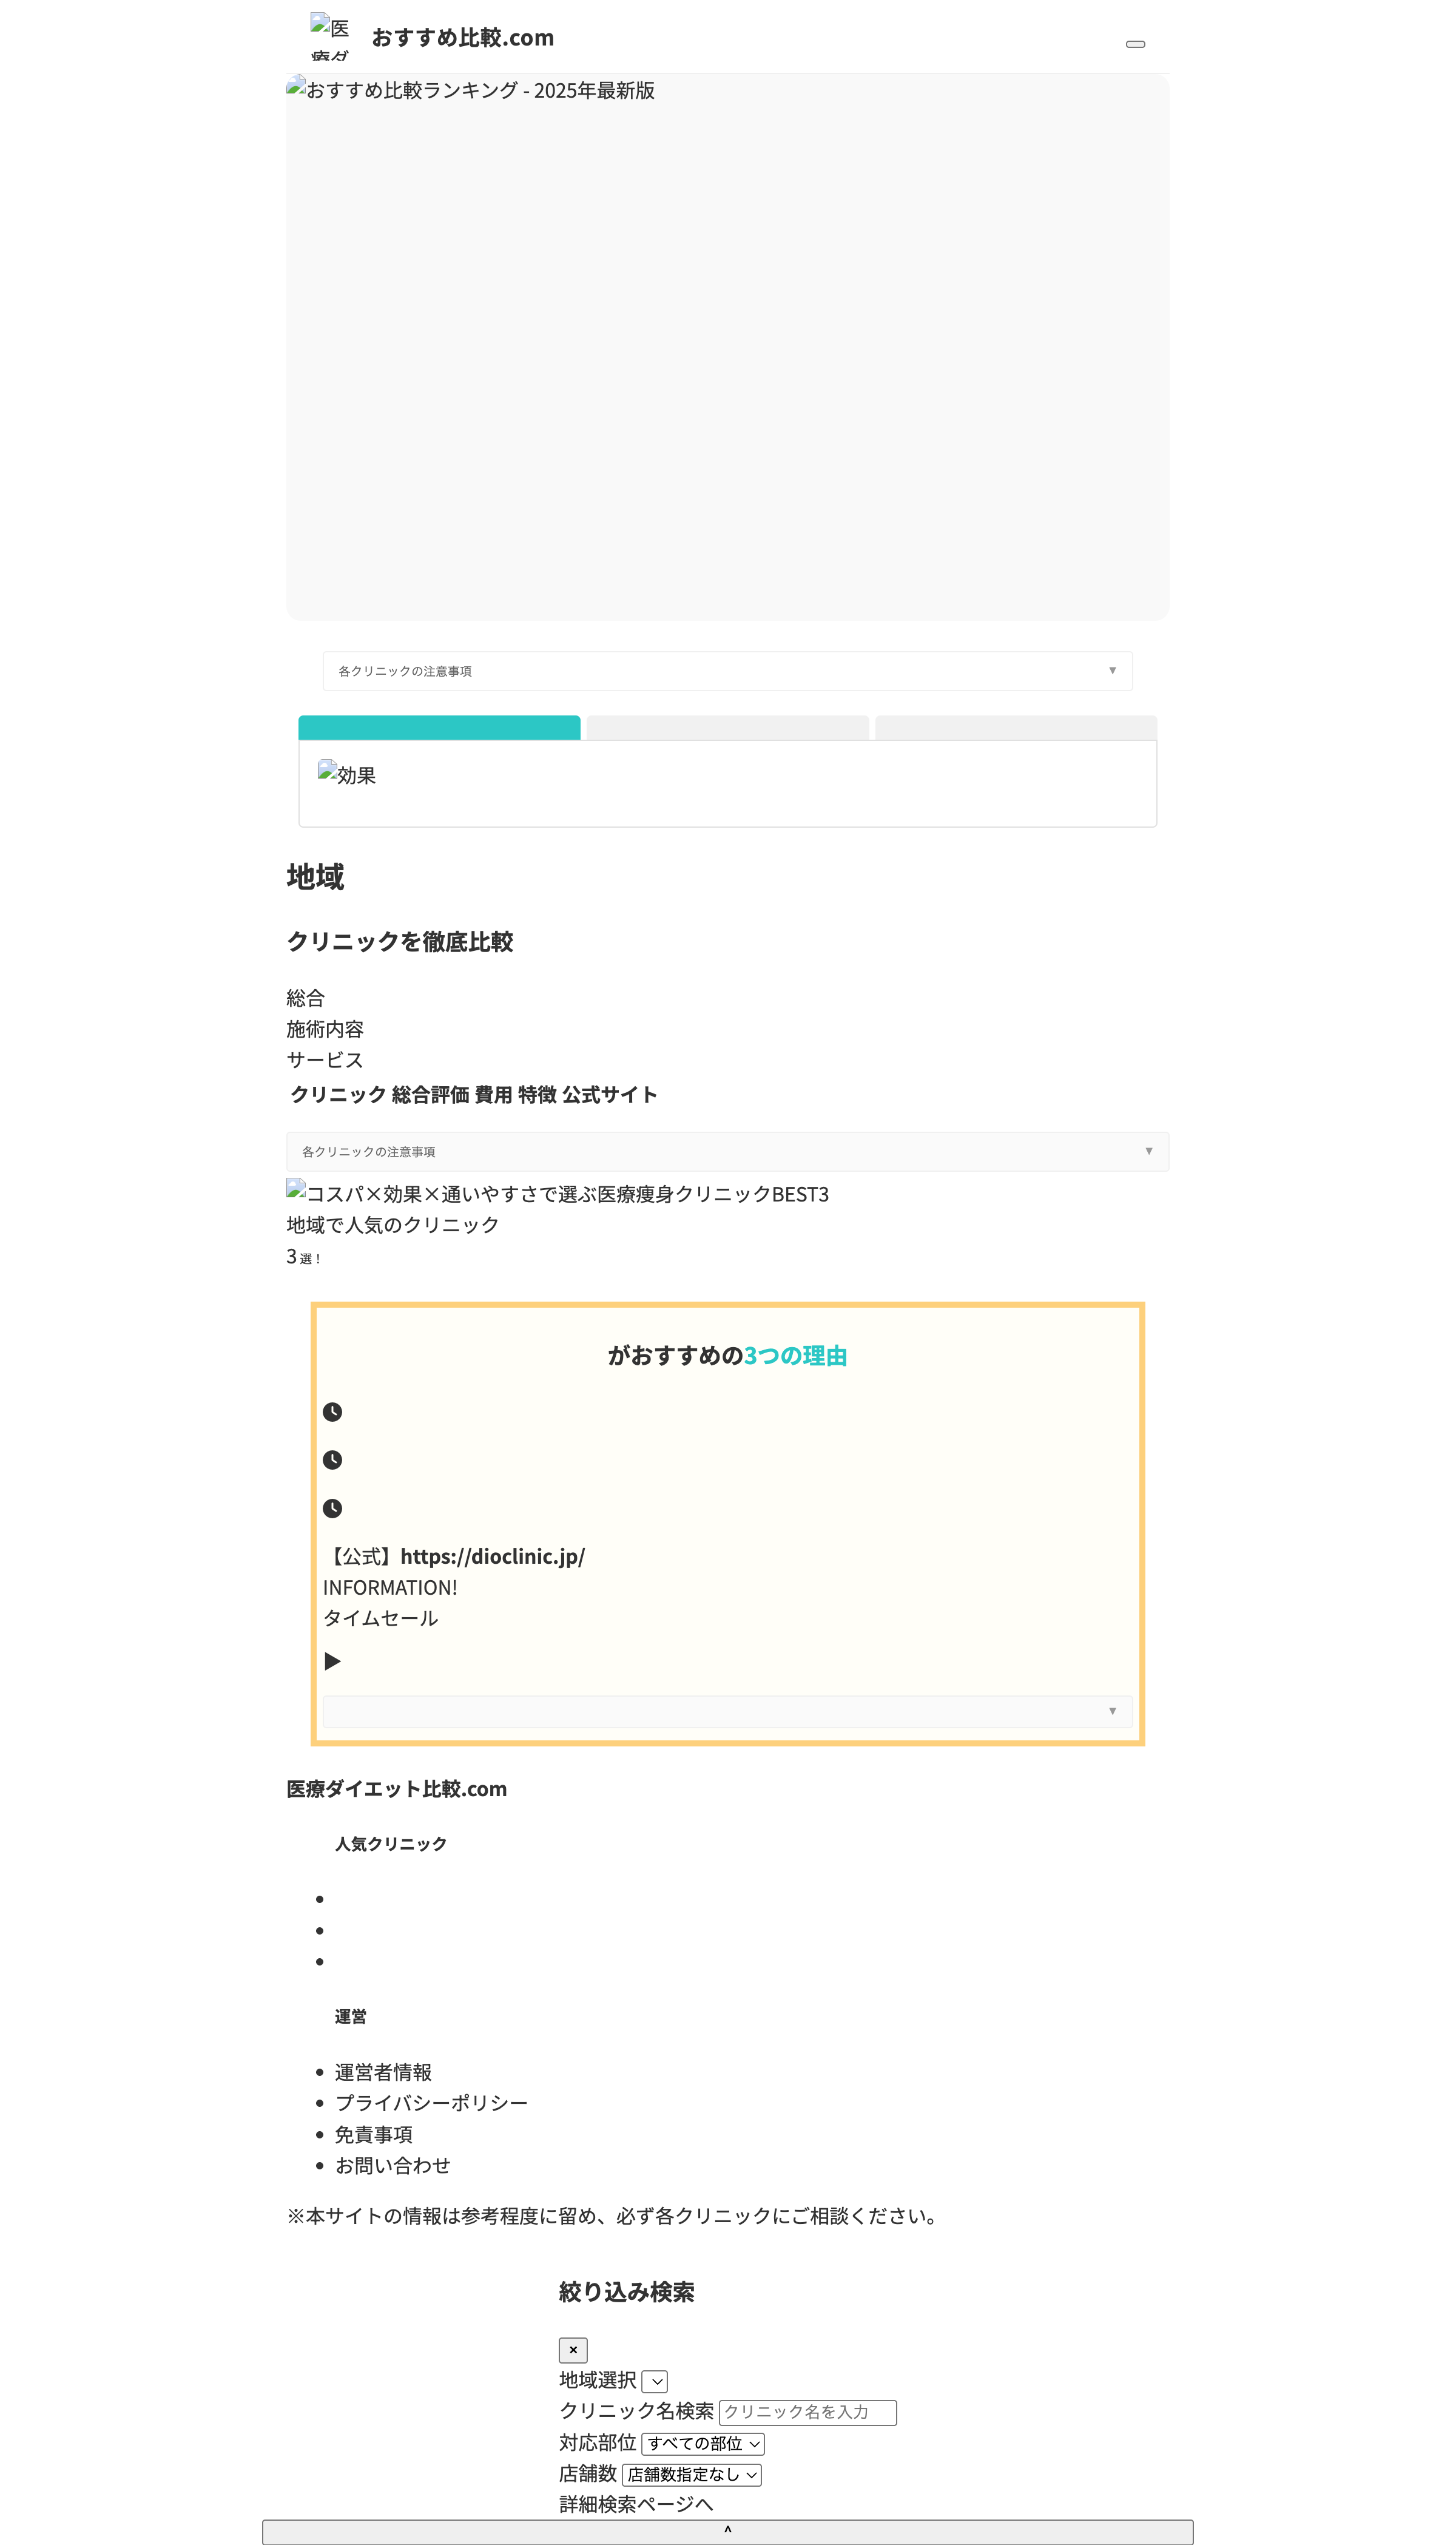 医
おすすめ比較.com
おすすめ比較ランキング - 2025年最新版
各クリニックの注意事項 ▼
効果
地域
クリニックを徹底比較
総合
施術内容
サービス
クリニック 総合評価 費用 特徴 公式サイト
各クリニックの注意事項 ▼
コスパ×効果×通いやすさで選ぶ医療痩身クリニックBEST3
地域で人気のクリニック
3 選！
がおすすめの3つの理由
【公式】https://dioclinic.jp/
INFORMATION!
タイムセール
▶
▼
医療ダイエット比較.com
人気クリニック
運営
運営者情報
プライバシーポリシー
免責事項
お問い合わせ
※本サイトの情報は参考程度に留め、必ず各クリニックにご相談ください。
絞り込み検索
×
地域選択
クリニック名検索 クリニック名を入力
対応部位 すべての部位
店舗数 店舗数指定なし
詳細検索ページへ
^